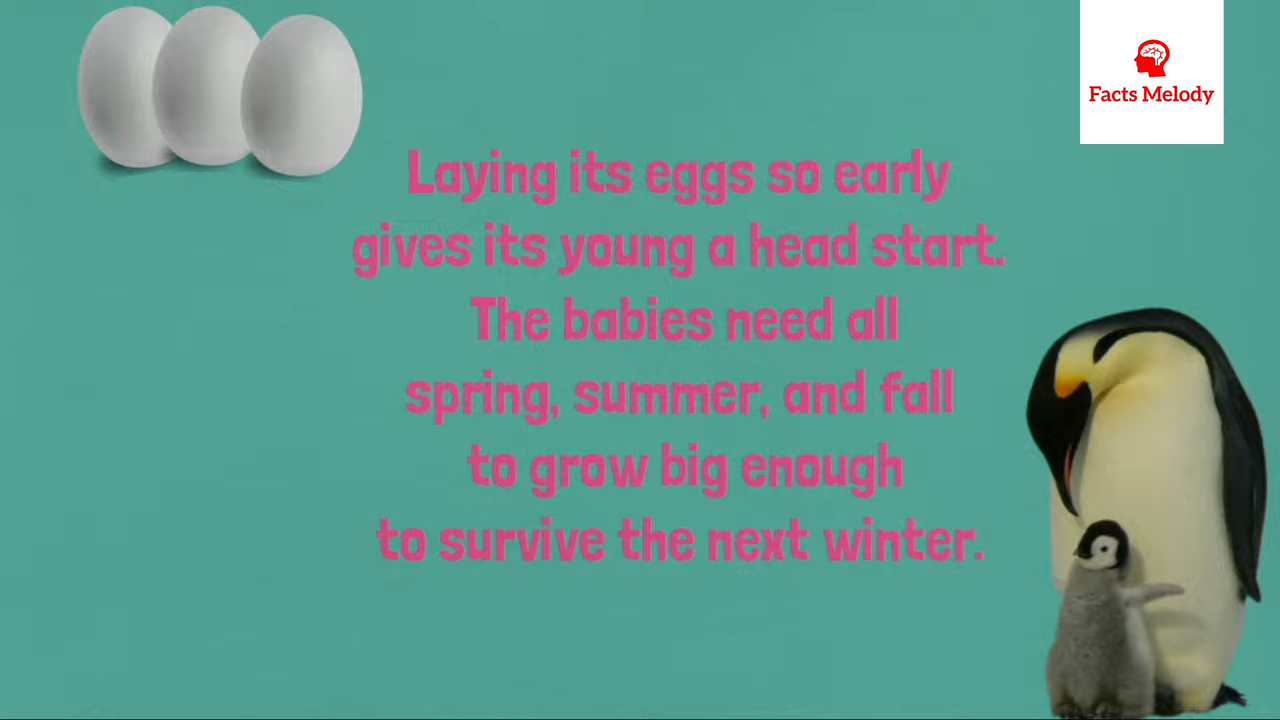 Facts Melody
Laying its eggs so early
gives its young a head start.
The babies need all
spring, summer, and fall
to grow big enough
to survive the next winter.